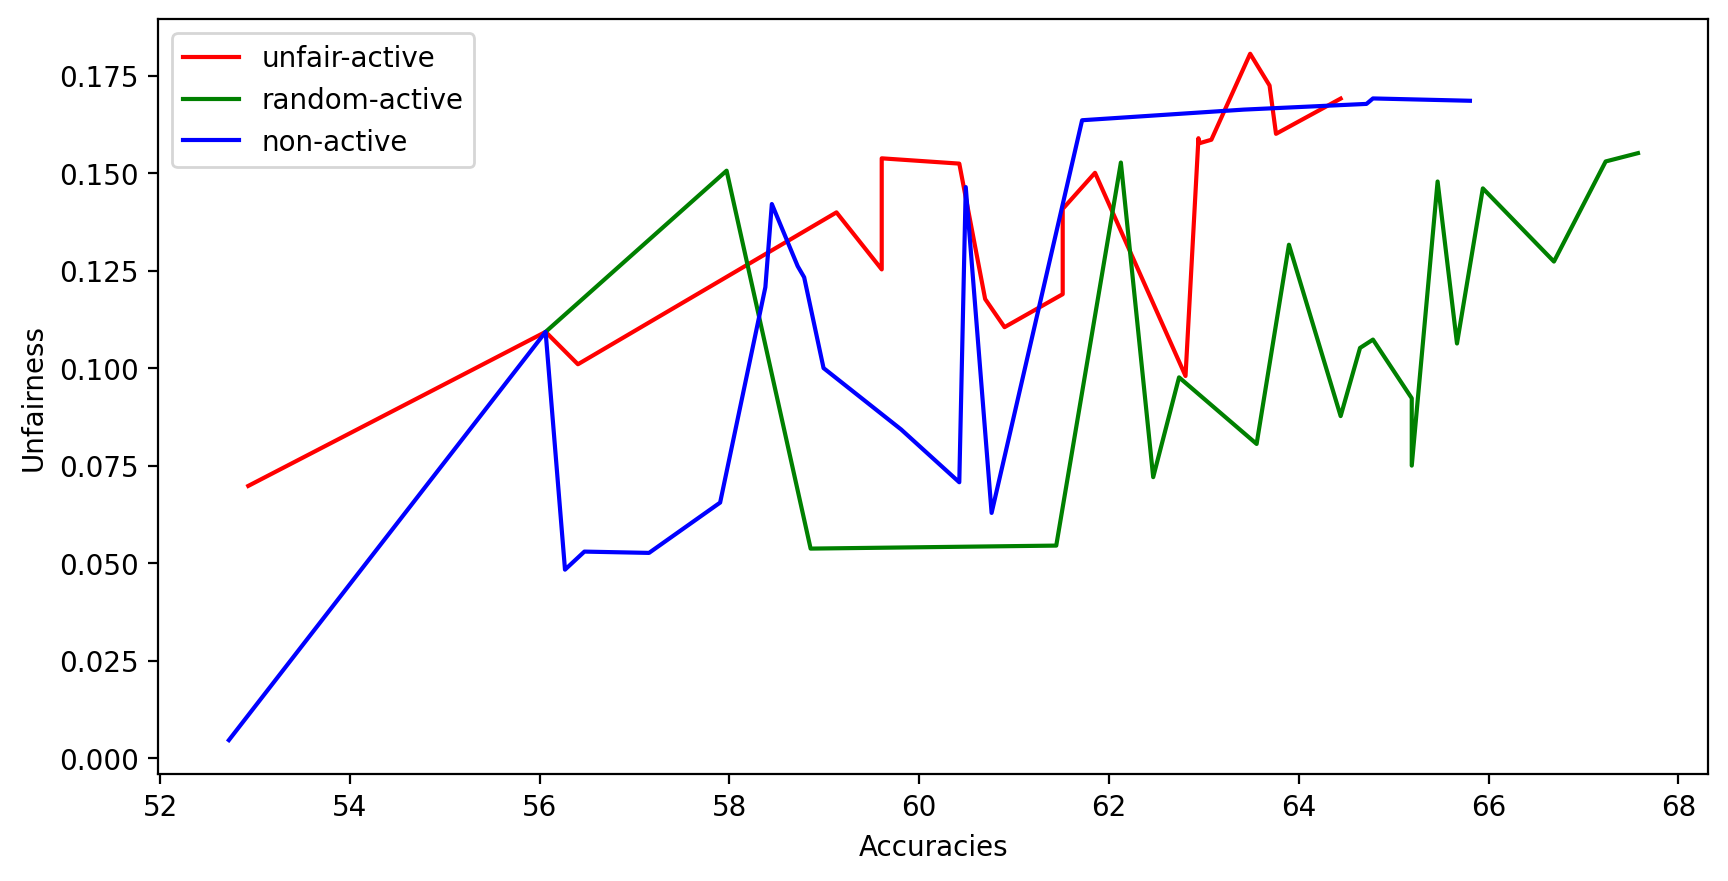 unfair-active
random-active
non-active
0.175
0.150
0.125
0.100
0.075
0.050
0.025
0.000
Unfairness
52 54 56 58 60 62 64 66 68
Accuracies